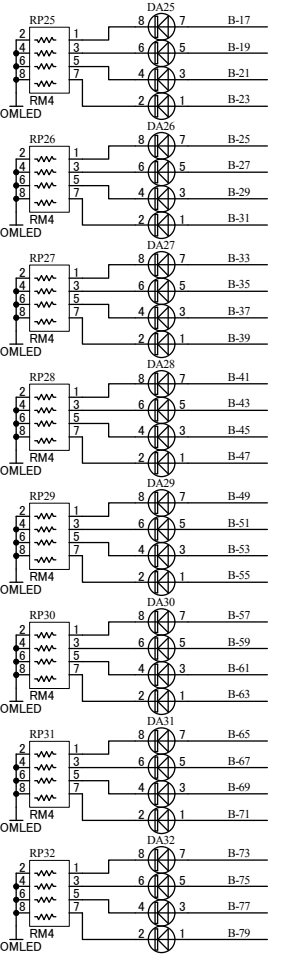 DA25
RP25 8 7 B-17
2 1
4 3 6 5 B-19
6 5
8 7 4 3 B-21
RM4 2 1 B-23
OMLED
DA26
RP26 8 7 B-25
2 1
4 3 6 5 B-27
6 5
8 7 4 3 B-29
RM4 2 1 B-31
OMLED
DA27
RP27 8 7 B-33
2 1
4 3 6 5 B-35
6 5
8 7 4 3 B-37
RM4 2 1 B-39
OMLED
DA28
RP28 8 7 B-41
2 1
4 3 6 5 B-43
6 5
8 7 4 3 B-45
RM4 2 1 B-47
OMLED
DA29
RP29 8 7 B-49
2 1
4 3 6 5 B-51
6 5
8 7 4 3 B-53
RM4 2 1 B-55
OMLED
DA30
RP30 8 7 B-57
2 1
4 3 6 5 B-59
6 5
8 7 4 3 B-61
RM4 2 1 B-63
OMLED
DA31
RP31 8 7 B-65
2 1
4 3 6 5 B-67
6 5
8 7 4 3 B-69
RM4 2 1 B-71
OMLED
DA32
RP32 8 7 B-73
2 1
4 3 6 5 B-75
6 5
8 7 4 3 B-77
RM4 2 1 B-79
OMLED